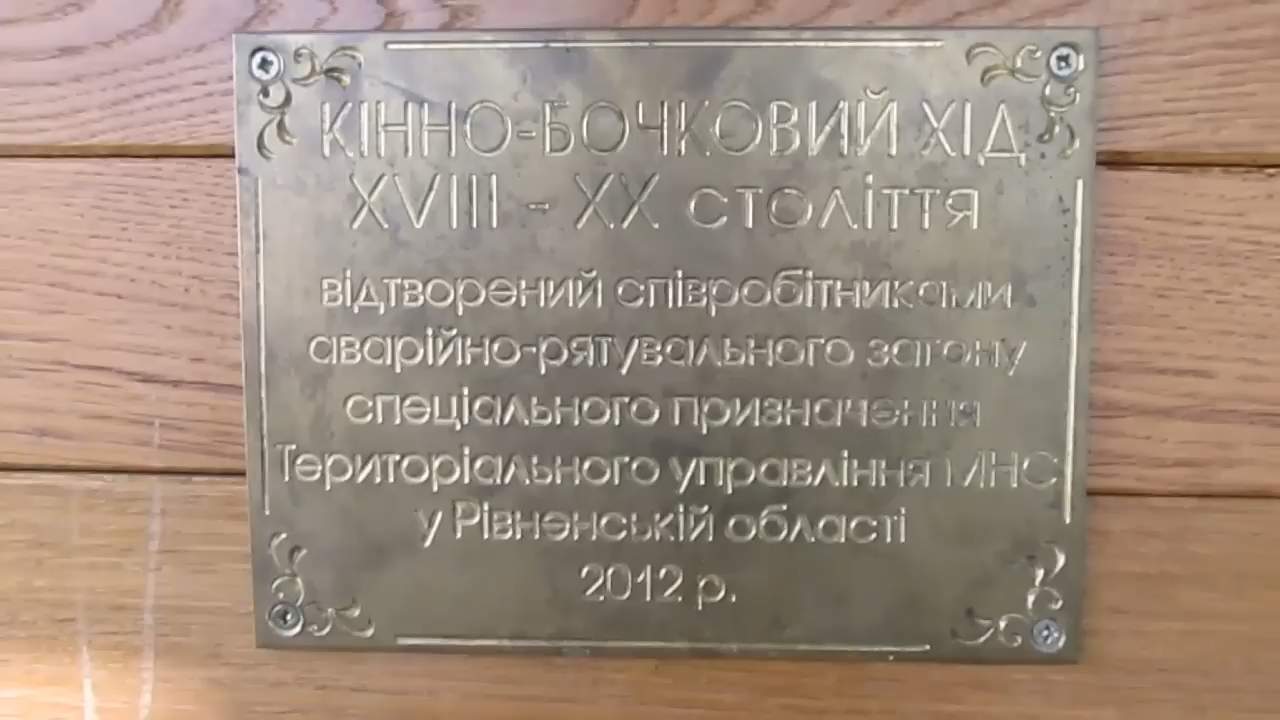 КІННО-БОЧКОВИЙ ХІД
XVIII - XX століття
відтворений співробітниками
аварійно-рятувального загону
спеціального призначення
Територіального управління МНС
у Рівненській області
2012 р.